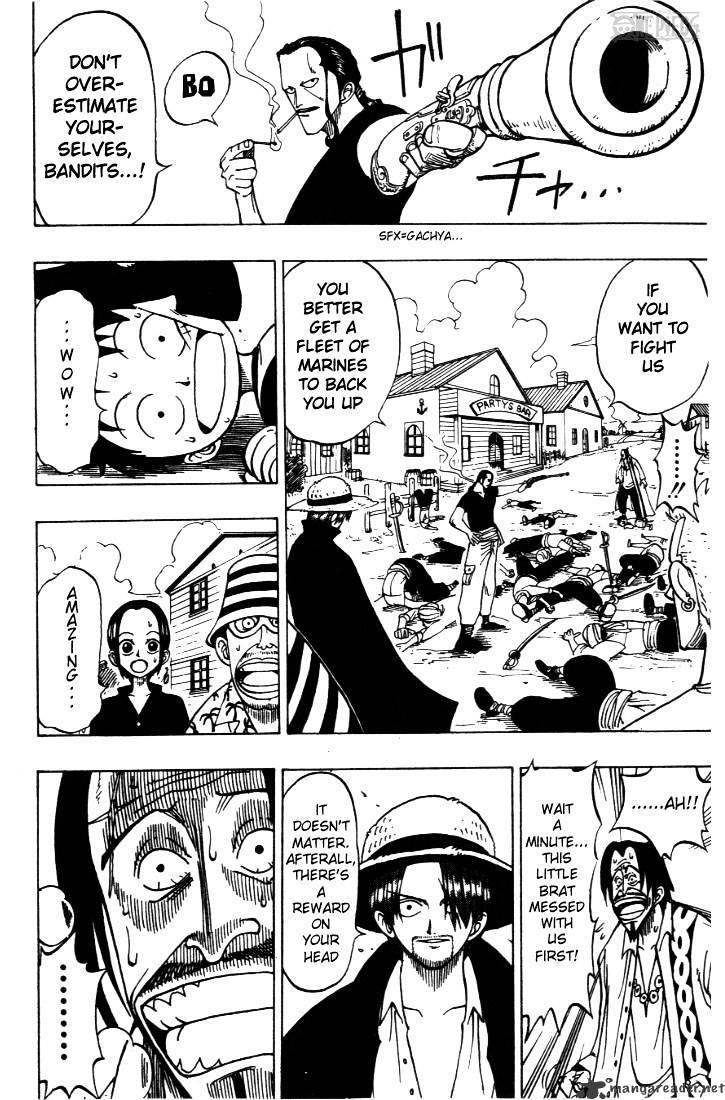 DON'T
OVER-
ESTIMATE
YOUR-
SELVES,
BANDITS...!
BO
ガ
チャ...
SFX=GACHYA...
ONE PIECE
IF
YOU
WANT TO
FIGHT
US
YOU
BETTER
GET A
FLEET OF
MARINES
TO BACK
YOU UP
PARTYS BAR
......!!
...WOW...
AMAZING...
......AH!!
WAIT
A
MINUTE...
THIS
LITTLE
BRAT
MESSED
WITH
US
FIRST!
IT
DOESN'T
MATTER.
AFTERALL,
THERE'S
A
REWARD
ON
YOUR
HEAD
........
mangareader.net